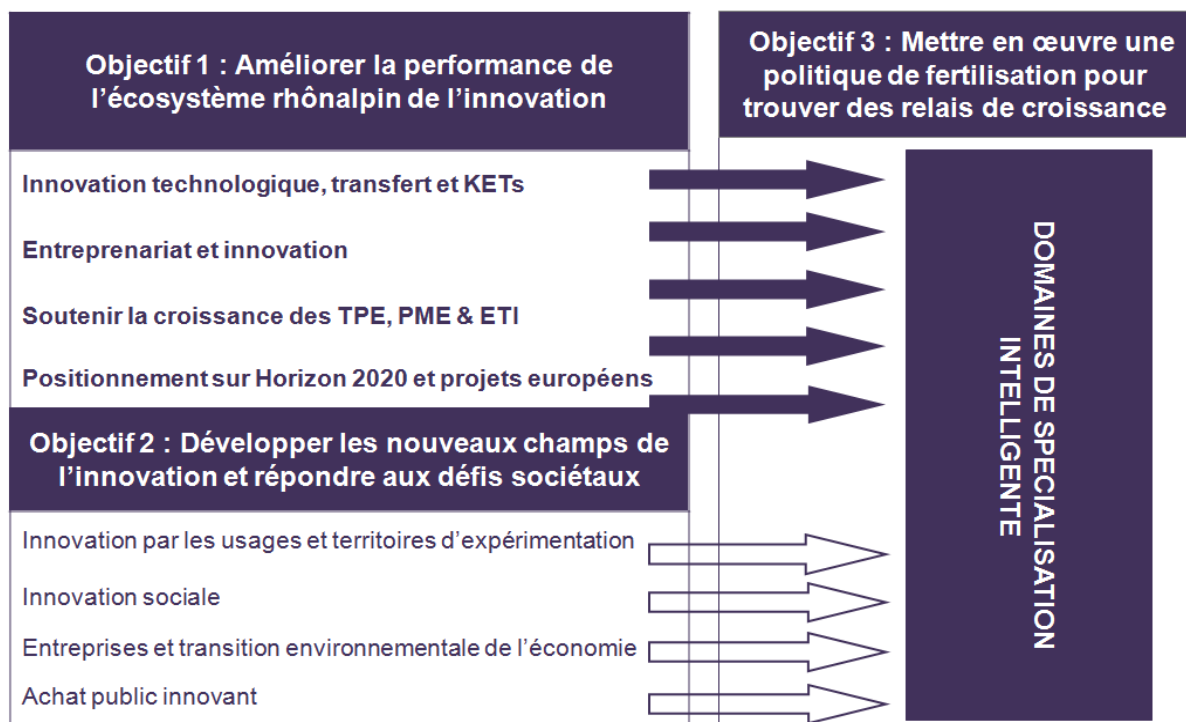 Objectif 1 : Améliorer la performance de
l’écosystème rhônalpin de l’innovation
Innovation technologique, transfert et KETs
Entreprenariat et innovation
Soutenir la croissance des TPE, PME & ETI
Positionnement sur Horizon 2020 et projets européens
Objectif 2 : Développer les nouveaux champs de
l’innovation et répondre aux défis sociétaux
Innovation par les usages et territoires d’expérimentation
Innovation sociale
Entreprises et transition environnementale de l’économie
Achat public innovant
Objectif 3 : Mettre en œuvre une
politique de fertilisation pour
trouver des relais de croissance
DOMAINES DE SPECIALISATION
INTELLIGENTE